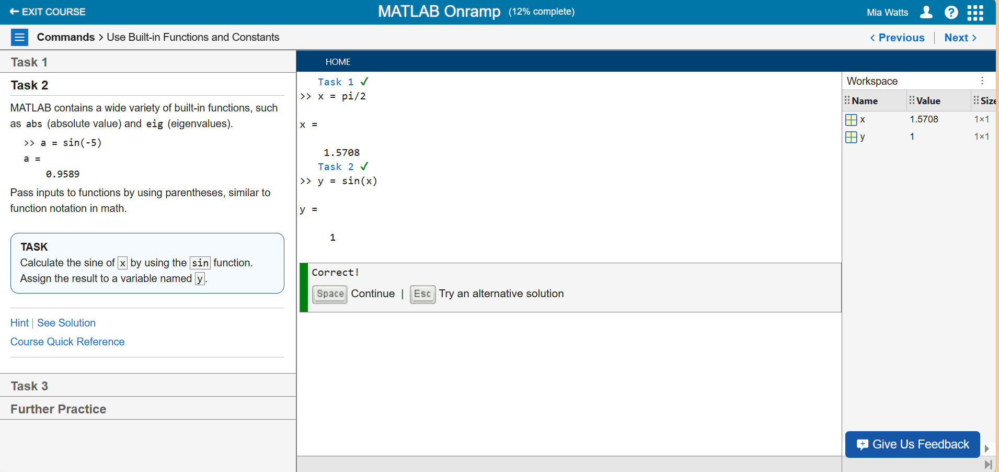 EXIT COURSE
MATLAB Onramp (12% complete)
Mia Watts
Commands > Use Built-in Functions and Constants
< Previous | Next >
Task 1
Task 2
MATLAB contains a wide variety of built-in functions, such
as abs (absolute value) and eig (eigenvalues).
>> a = sin(-5)
a =
0.9589
Pass inputs to functions by using parentheses, similar to
function notation in math.
TASK
Calculate the sine of x by using the sin function.
Assign the result to a variable named y.
Hint | See Solution
Course Quick Reference
Task 3
Further Practice
HOME
Task 1 ✓
>> x = pi/2
x =
1.5708
Task 2 ✓
>> y = sin(x)
y =
1
Correct!
Space Continue | Esc Try an alternative solution
Workspace
Name Value Size
x 1.5708 1×1
y 1 1×1
Give Us Feedback